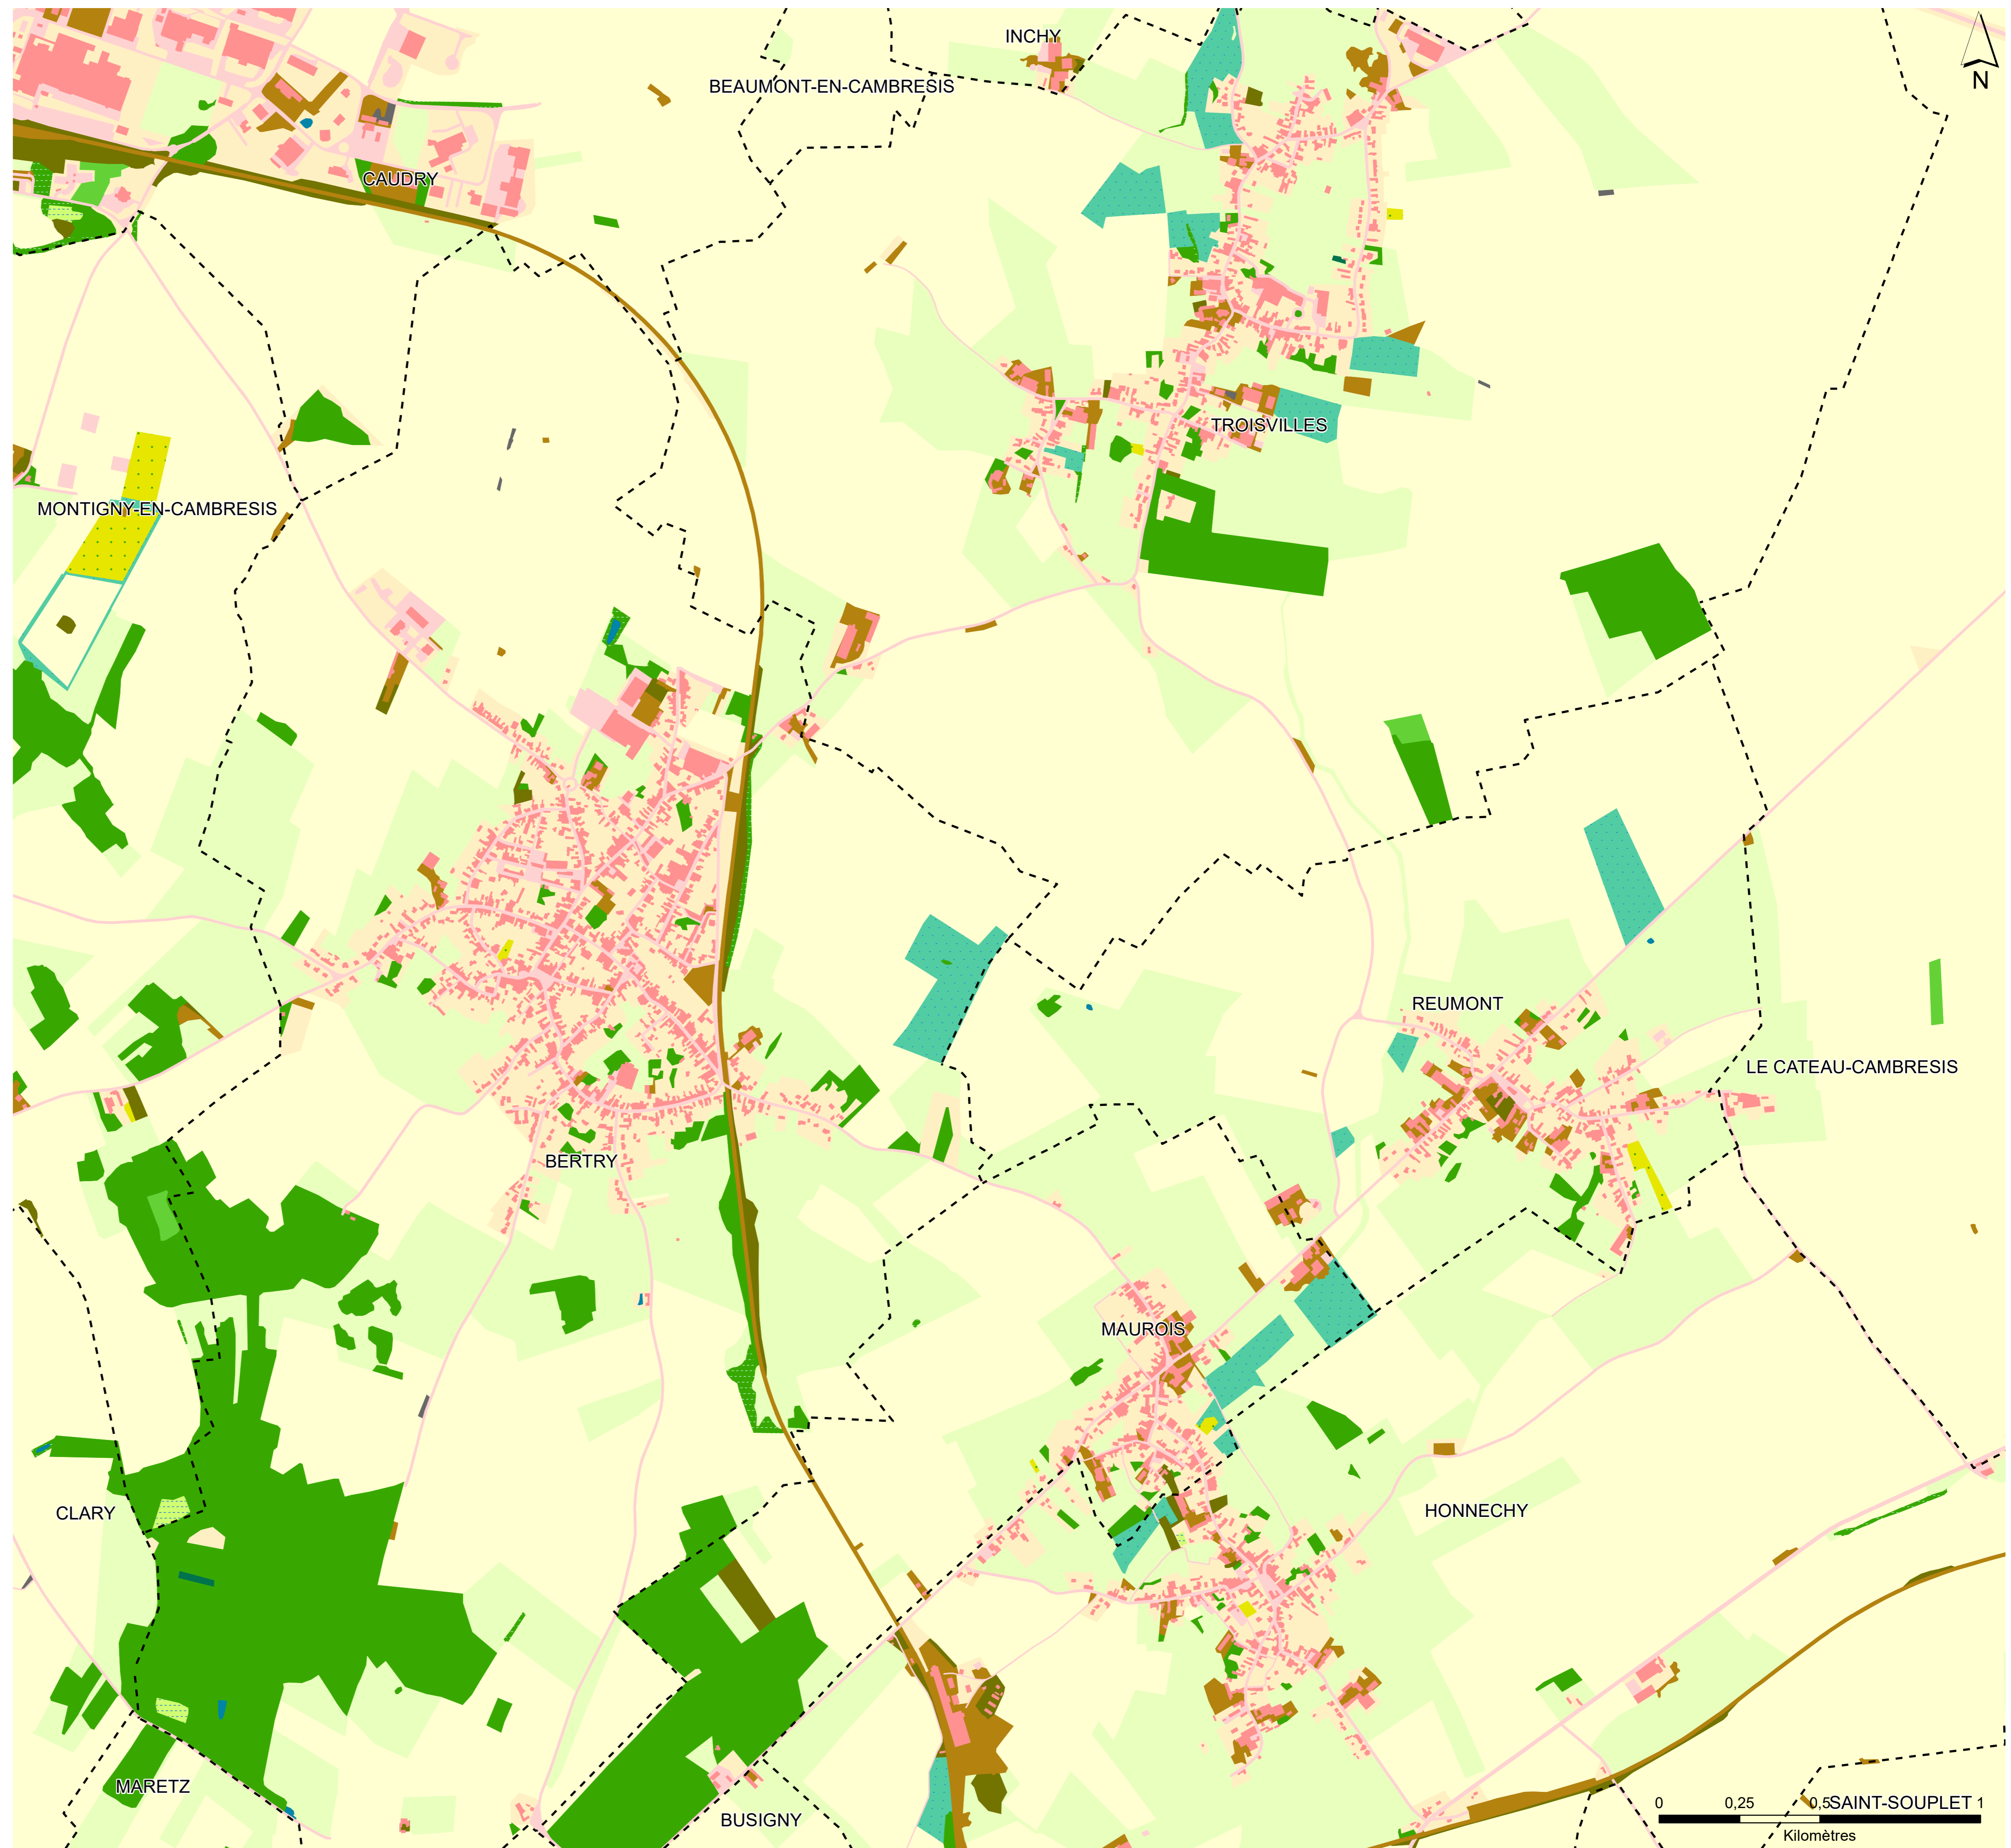 INCHY
N
BEAUMONT-EN-CAMBRESIS
CAUDRY
TROISVILLES
MONTIGNY-EN-CAMBRESIS
REUMONT
LE CATEAU-CAMBRESIS
BERTRY
MAUROIS
CLARY
HONNECHY
MARETZ
BUSIGNY
0 0,25 0,5 SAINT-SOUPLET 1
Kilomètres